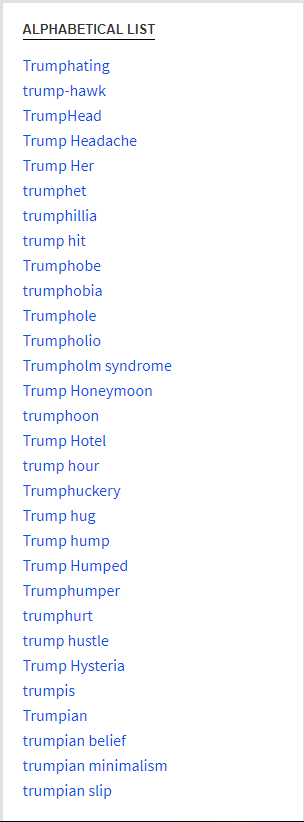 ALPHABETICAL LIST
Trumphating
trump-hawk
TrumpHead
Trump Headache
Trump Her
trumphet
trumphillia
trump hit
Trumphobe
trumphobia
Trumphole
Trumpholio
Trumpholm syndrome
Trump Honeymoon
trumphoon
Trump Hotel
trump hour
Trumphuckery
Trump hug
Trump hump
Trump Humped
Trumphumper
trumphurt
trump hustle
Trump Hysteria
trumpis
Trumpian
trumpian belief
trumpian minimalism
trumpian slip